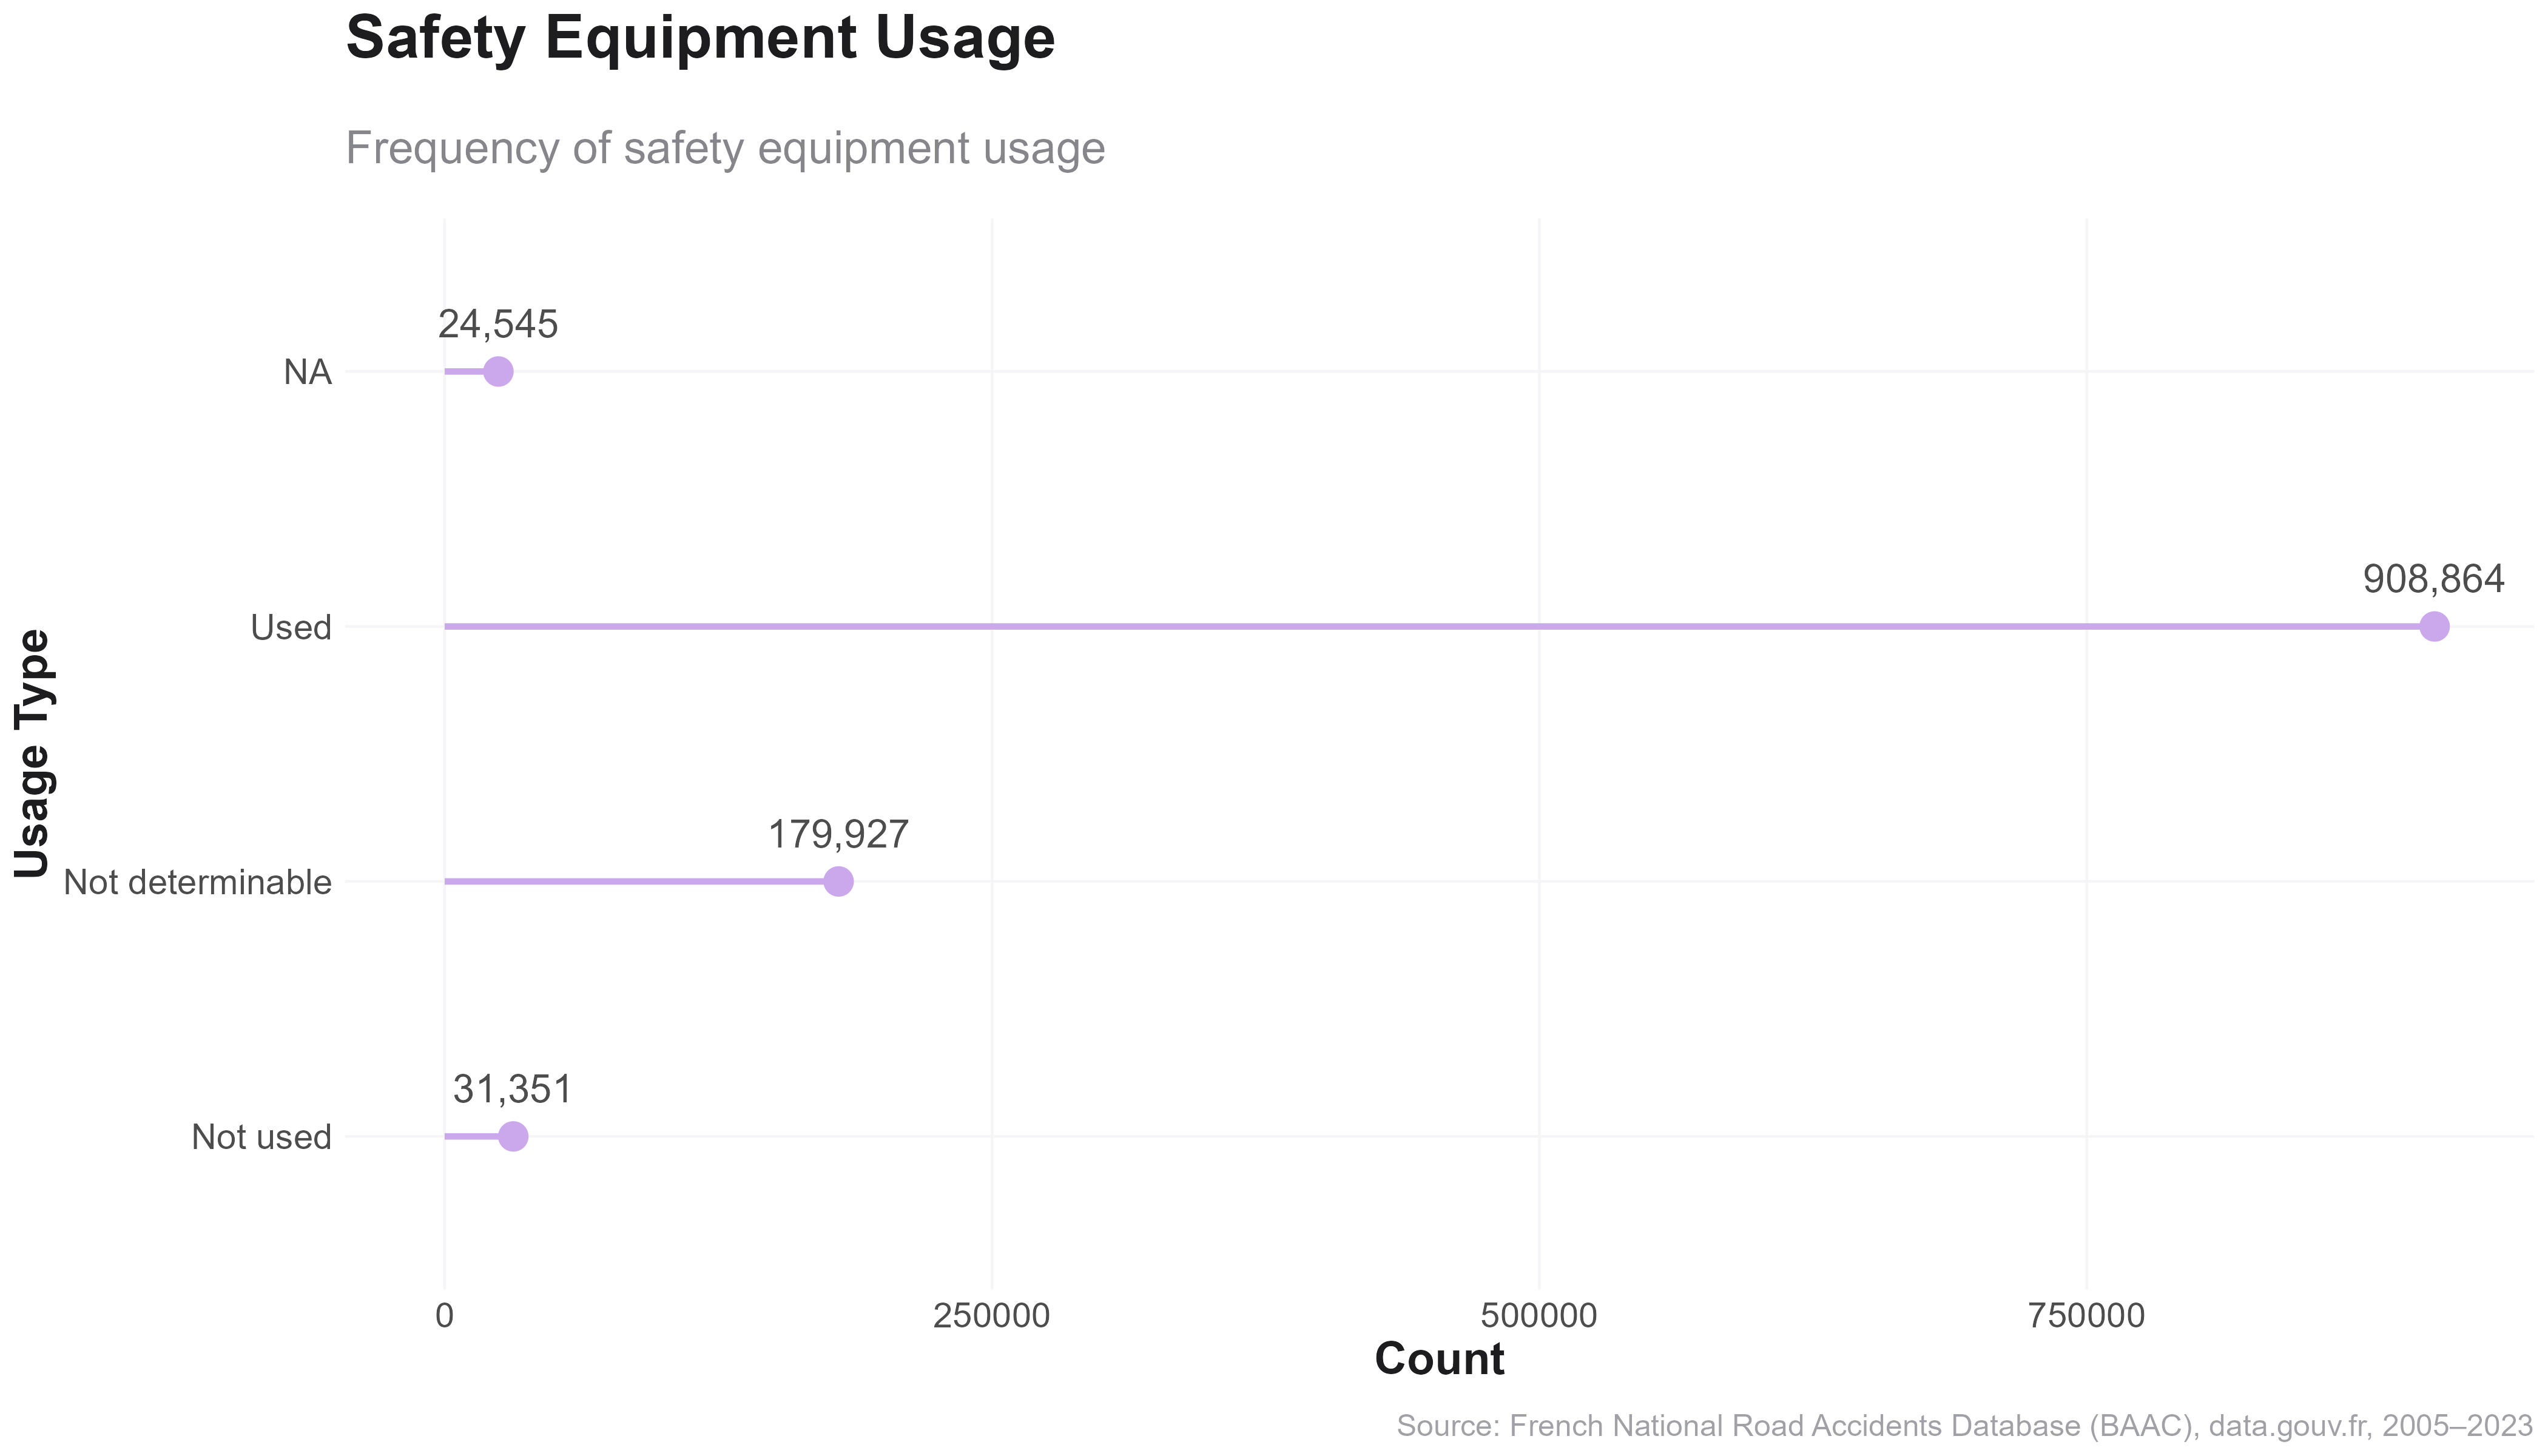 Safety Equipment Usage
Frequency of safety equipment usage
Usage Type
NA
24,545
Used
908,864
Not determinable
179,927
Not used
31,351
0 250000 500000 750000
Count
Source: French National Road Accidents Database (BAAC), data.gouv.fr, 2005–2023